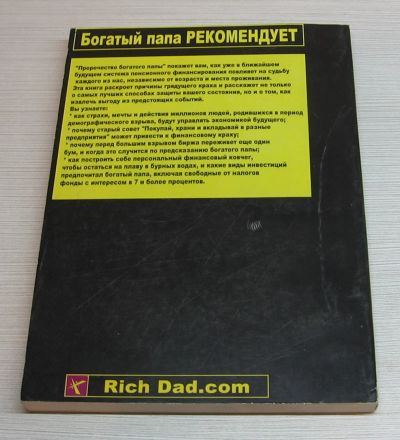 Богатый папа РЕКОМЕНДУЕТ
"Пророчество богатого папы" покажет вам, как уже в ближайшем
будущем система пенсионного финансирования повлияет на судьбу
каждого из нас, независимо от возраста и места проживания.
Эта книга раскроет причины грядущего краха и расскажет не только
о самых лучших способах защиты вашего состояния, но и о том, как
извлечь выгоду из предстоящих событий.
Вы узнаете:
* как страхи, мечты и действия миллионов людей, родившихся в период
демографического взрыва, будут управлять экономикой будущего;
* почему старый совет "Покупай, храни и вкладывай в разные
предприятия" может привести к финансовому краху;
* почему перед большим взрывом биржа переживет еще один
бум, и когда это случится по предсказанию богатого папы;
* как построить себе персональный финансовый ковчег,
чтобы остаться на плаву в бурных водах, и какие виды инвестиций
предпочитал богатый папа, включая свободные от налогов
фонды с интересом в 7 и более процентов.
Rich Dad.com